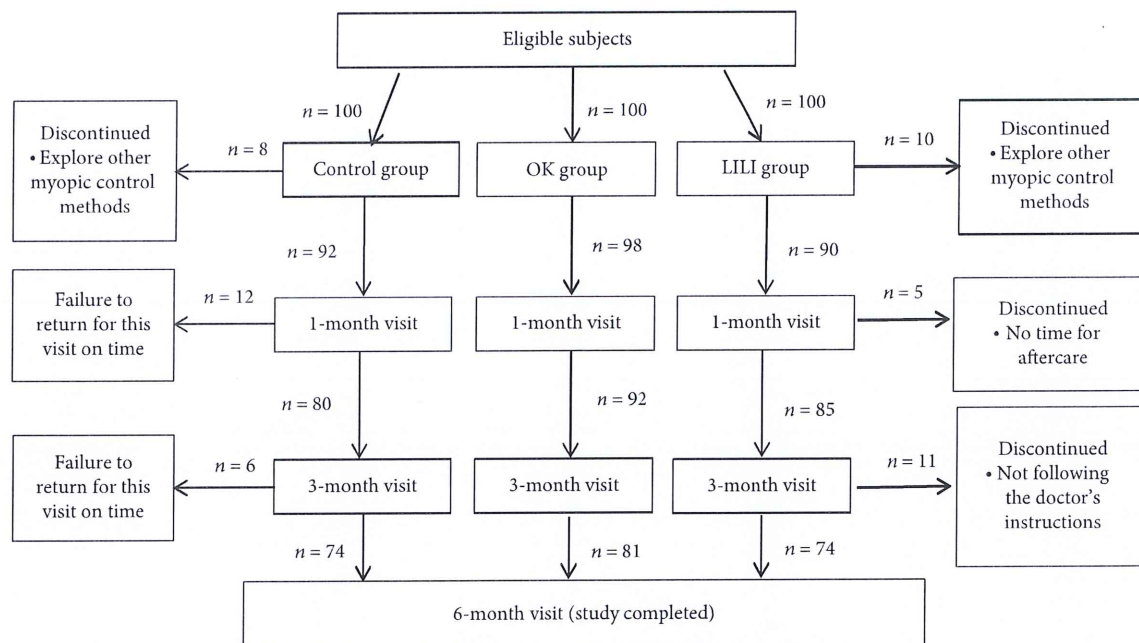 Eligible subjects
n = 100
n = 100
n = 100
Discontinued
• Explore other
myopic control
methods
n = 8
Control group
OK group
LILI group
n = 10
Discontinued
• Explore other
myopic control
methods
n = 92
n = 98
n = 90
Failure to
return for this
visit on time
n = 12
1-month visit
1-month visit
1-month visit
n = 5
Discontinued
• No time for
aftercare
n = 80
n = 92
n = 85
Failure to
return for this
visit on time
n = 6
3-month visit
3-month visit
3-month visit
n = 11
Discontinued
• Not following
the doctor's
instructions
n = 74
n = 81
n = 74
6-month visit (study completed)